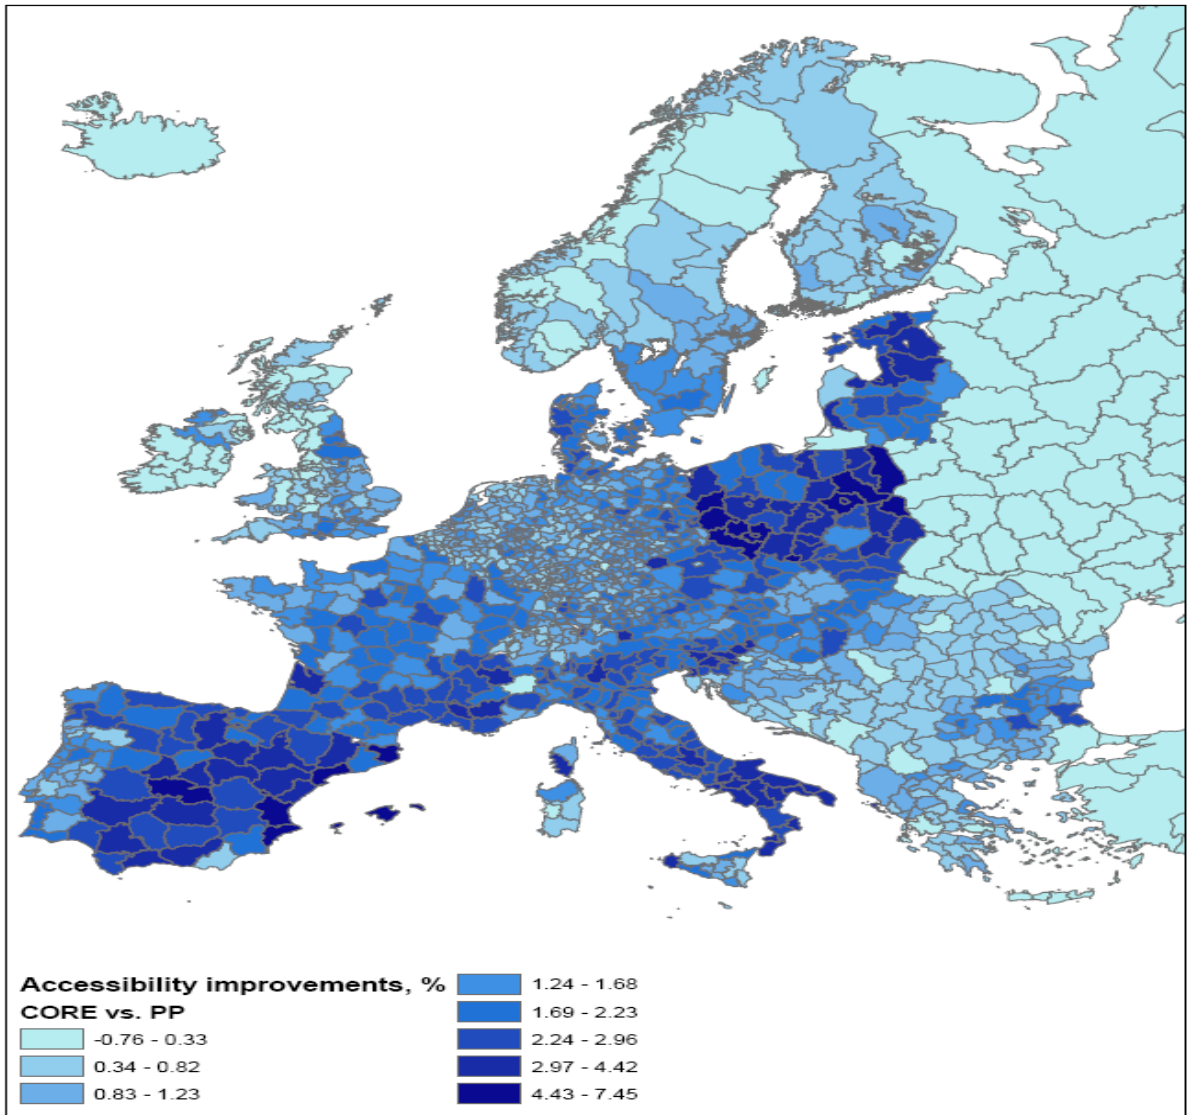 Accessibility improvements, %
CORE vs. PP
-0.76 - 0.33
0.34 - 0.82
0.83 - 1.23
1.24 - 1.68
1.69 - 2.23
2.24 - 2.96
2.97 - 4.42
4.43 - 7.45